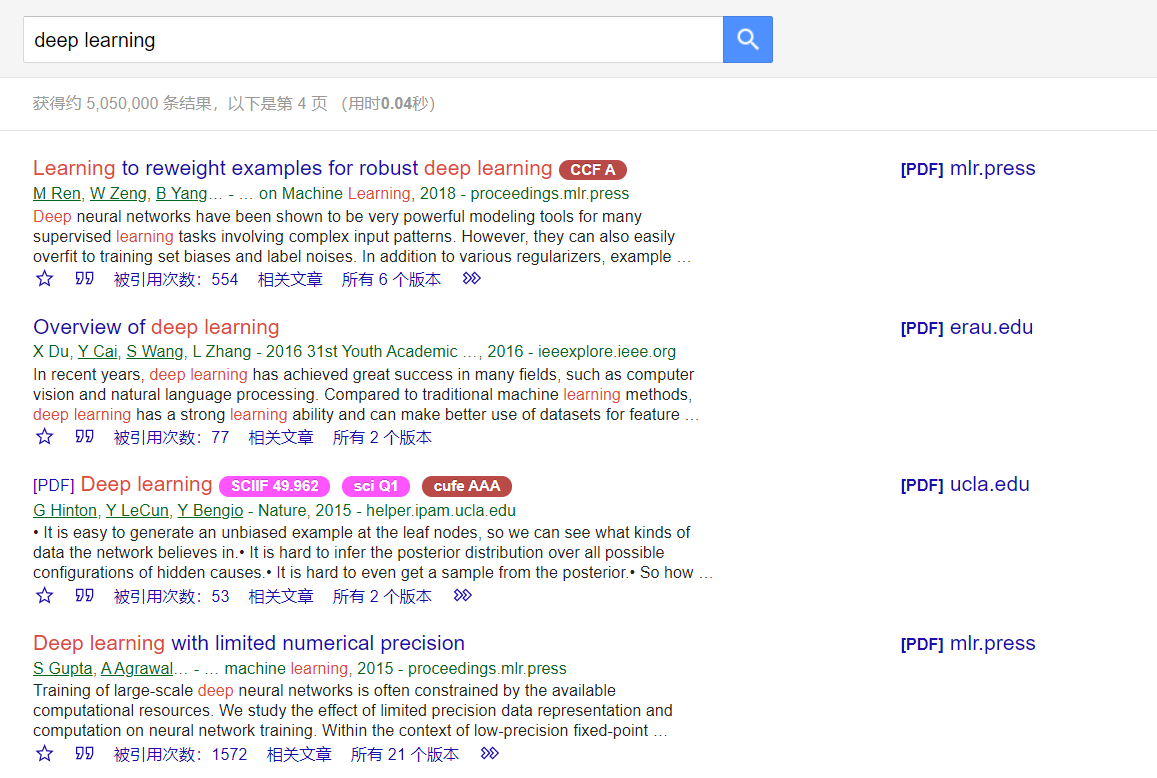 deep learning
获得约 5,050,000 条结果，以下是第 4 页 （用时0.04秒）
Learning to reweight examples for robust deep learning CCF A
[PDF] mlr.press
M Ren, W Zeng, B Yang… - … on Machine Learning, 2018 - proceedings.mlr.press
Deep neural networks have been shown to be very powerful modeling tools for many
supervised learning tasks involving complex input patterns. However, they can also easily
overfit to training set biases and label noises. In addition to various regularizers, example …
被引用次数：554 相关文章 所有 6 个版本
Overview of deep learning
[PDF] erau.edu
X Du, Y Cai, S Wang, L Zhang - 2016 31st Youth Academic …, 2016 - ieeexplore.ieee.org
In recent years, deep learning has achieved great success in many fields, such as computer
vision and natural language processing. Compared to traditional machine learning methods,
deep learning has a strong learning ability and can make better use of datasets for feature …
被引用次数：77 相关文章 所有 2 个版本
[PDF] Deep learning SCIIF 49.962 sci Q1 cufe AAA
[PDF] ucla.edu
G Hinton, Y LeCun, Y Bengio - Nature, 2015 - helper.ipam.ucla.edu
• It is easy to generate an unbiased example at the leaf nodes, so we can see what kinds of
data the network believes in.• It is hard to infer the posterior distribution over all possible
configurations of hidden causes.• It is hard to even get a sample from the posterior.• So how …
被引用次数：53 相关文章 所有 2 个版本
Deep learning with limited numerical precision
[PDF] mlr.press
S Gupta, A Agrawal… - … machine learning, 2015 - proceedings.mlr.press
Training of large-scale deep neural networks is often constrained by the available
computational resources. We study the effect of limited precision data representation and
computation on neural network training. Within the context of low-precision fixed-point …
被引用次数：1572 相关文章 所有 21 个版本